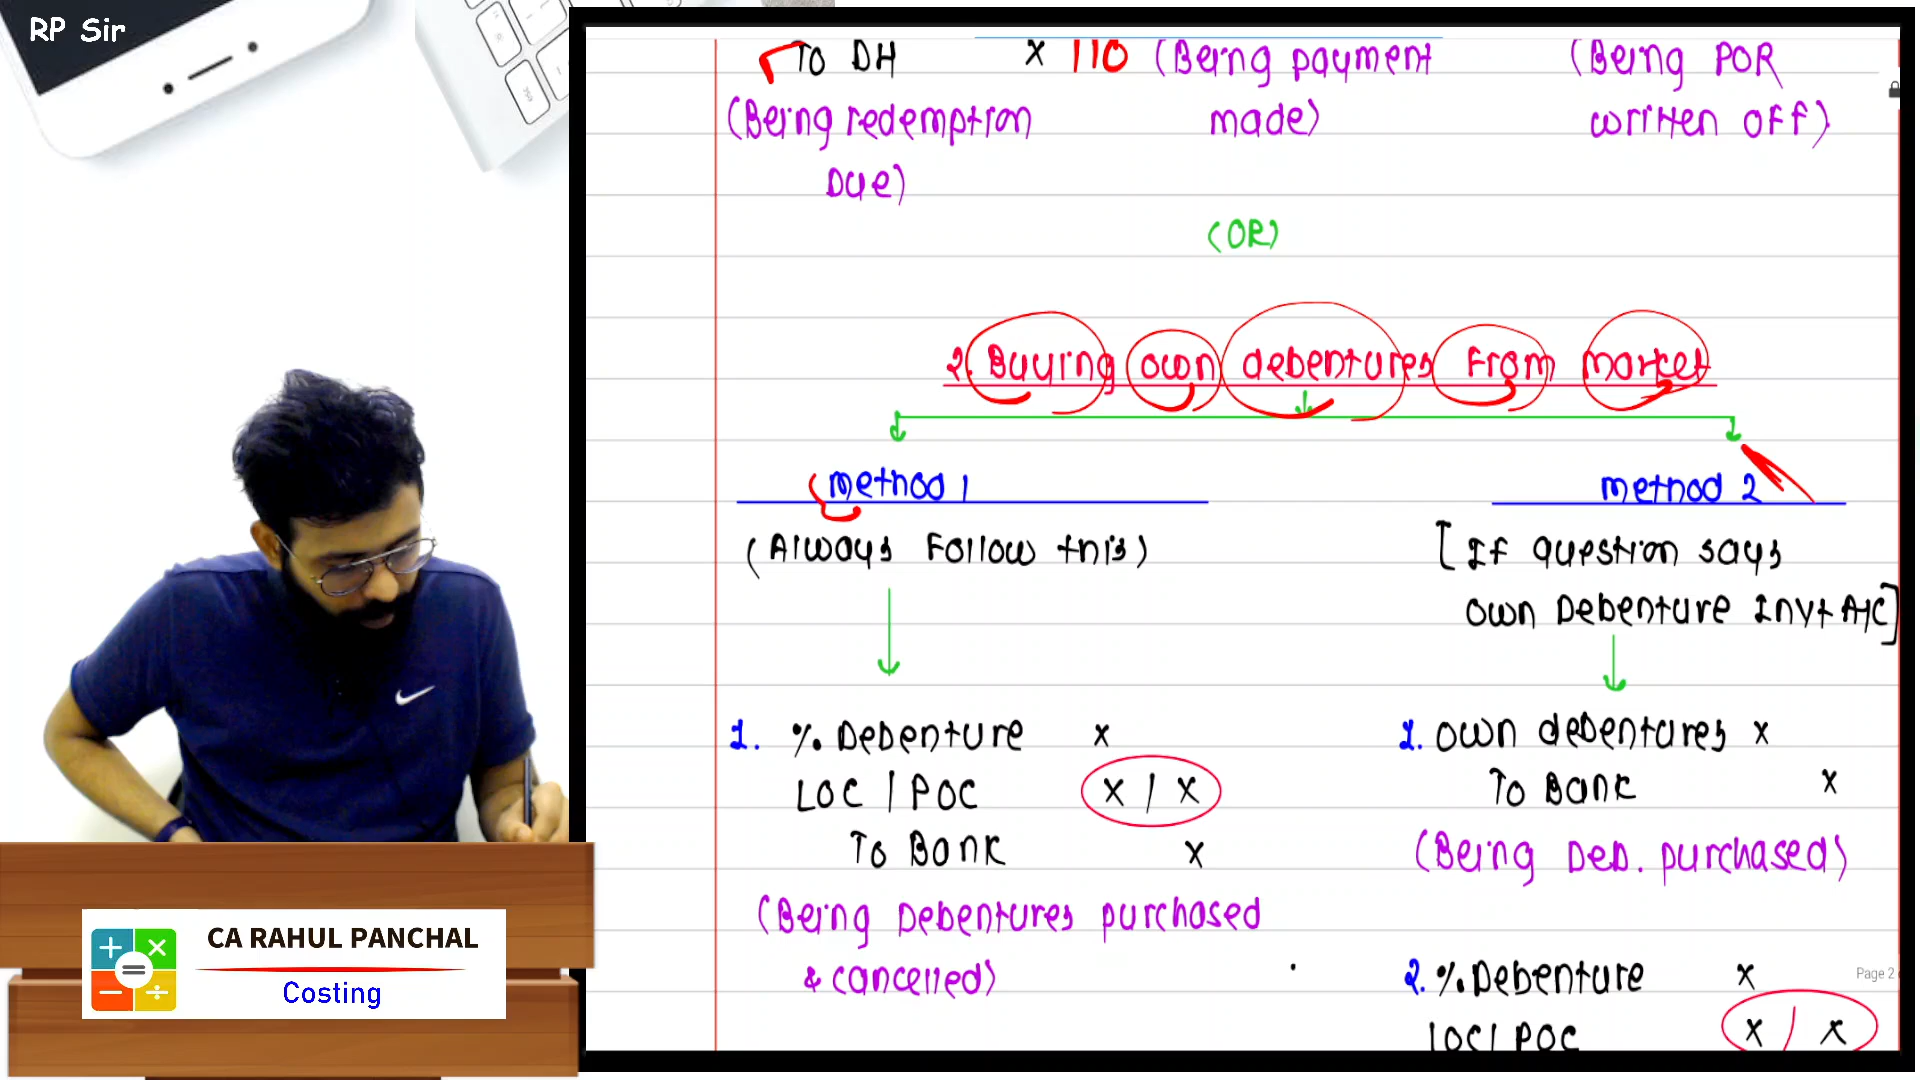 RP Sir
To DH x 110 (Being payment (Being POR
(Being redemption made) written off)
Due)
(OR)
2. Buying own debentures From market
method 1 method 2
(Always Follow this) [If question says
own Debenture Invt A/C]
1. %. Debenture x 1. own debentures x
LOC / POC x / x To Bank x
To Bank x (Being Deb. purchased)
(Being Debentures purchased
& cancelled) 2. %. Debenture x
LOC / POC x / x
Page 2
CA RAHUL PANCHAL
Costing